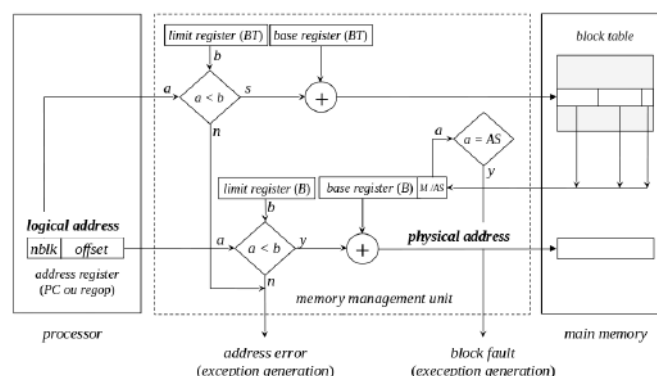 limit register (BT)
base register (BT)
block table
b
a
a < b
s
+
n
a
a = AS
y
limit register (B)
base register (B)
M /AS
b
logical address
nblk
offset
a
a < b
y
+
physical address
address register
(PC ou regop)
n
memory management unit
processor
address error
(exception generation)
block fault
(exeception generation)
main memory